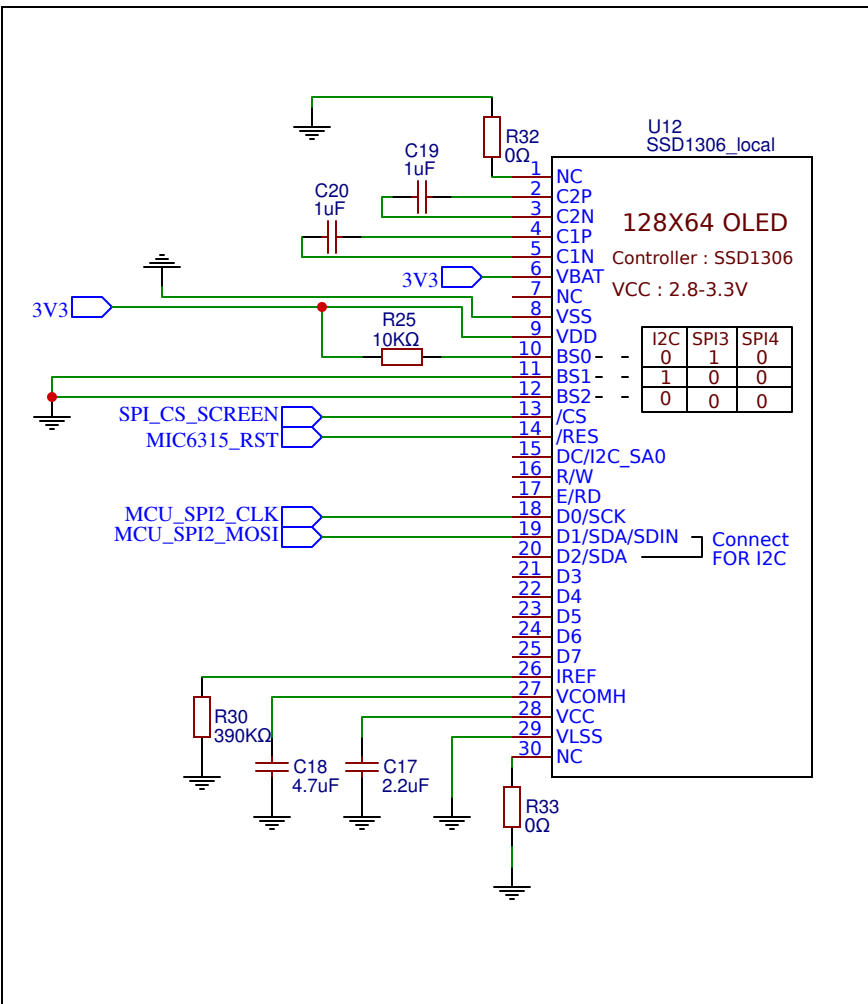 U12
SSD1306_local
R32
0Ω
C19
1uF
C20
1uF
3V3
3V3
R25
10KΩ
SPI_CS_SCREEN
MIC6315_RST
MCU_SPI2_CLK
MCU_SPI2_MOSI
R30
390KΩ
C18
4.7uF
C17
2.2uF
R33
0Ω
1 NC
2 C2P
3 C2N
4 C1P
5 C1N
6 VBAT
7 NC
8 VSS
9 VDD
10 BS0- -
11 BS1- -
12 BS2- -
13 /CS
14 /RES
15 DC/I2C_SA0
16 R/W
17 E/RD
18 D0/SCK
19 D1/SDA/SDIN
20 D2/SDA
21 D3
22 D4
23 D5
24 D6
25 D7
26 IREF
27 VCOMH
28 VCC
29 VLSS
30 NC
128X64 OLED
Controller : SSD1306
VCC : 2.8-3.3V
I2C SPI3 SPI4
0 1 0
1 0 0
0 0 0
Connect
FOR I2C